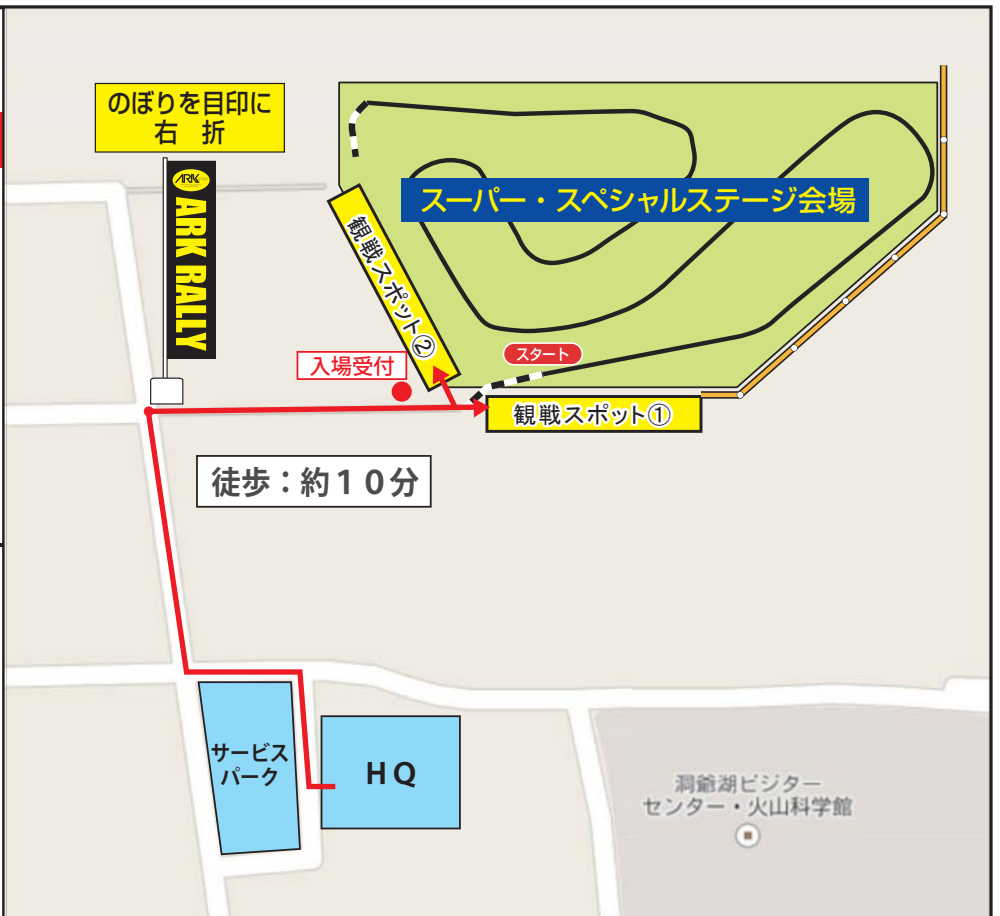 のぼりを目印に
右　折
ARK
ARK RALLY
スーパー・スペシャルステージ会場
観戦スポット②
スタート
入場受付
観戦スポット①
徒歩：約１０分
サービス
パーク
ＨＱ
洞爺湖ビジター
センター・火山科学館